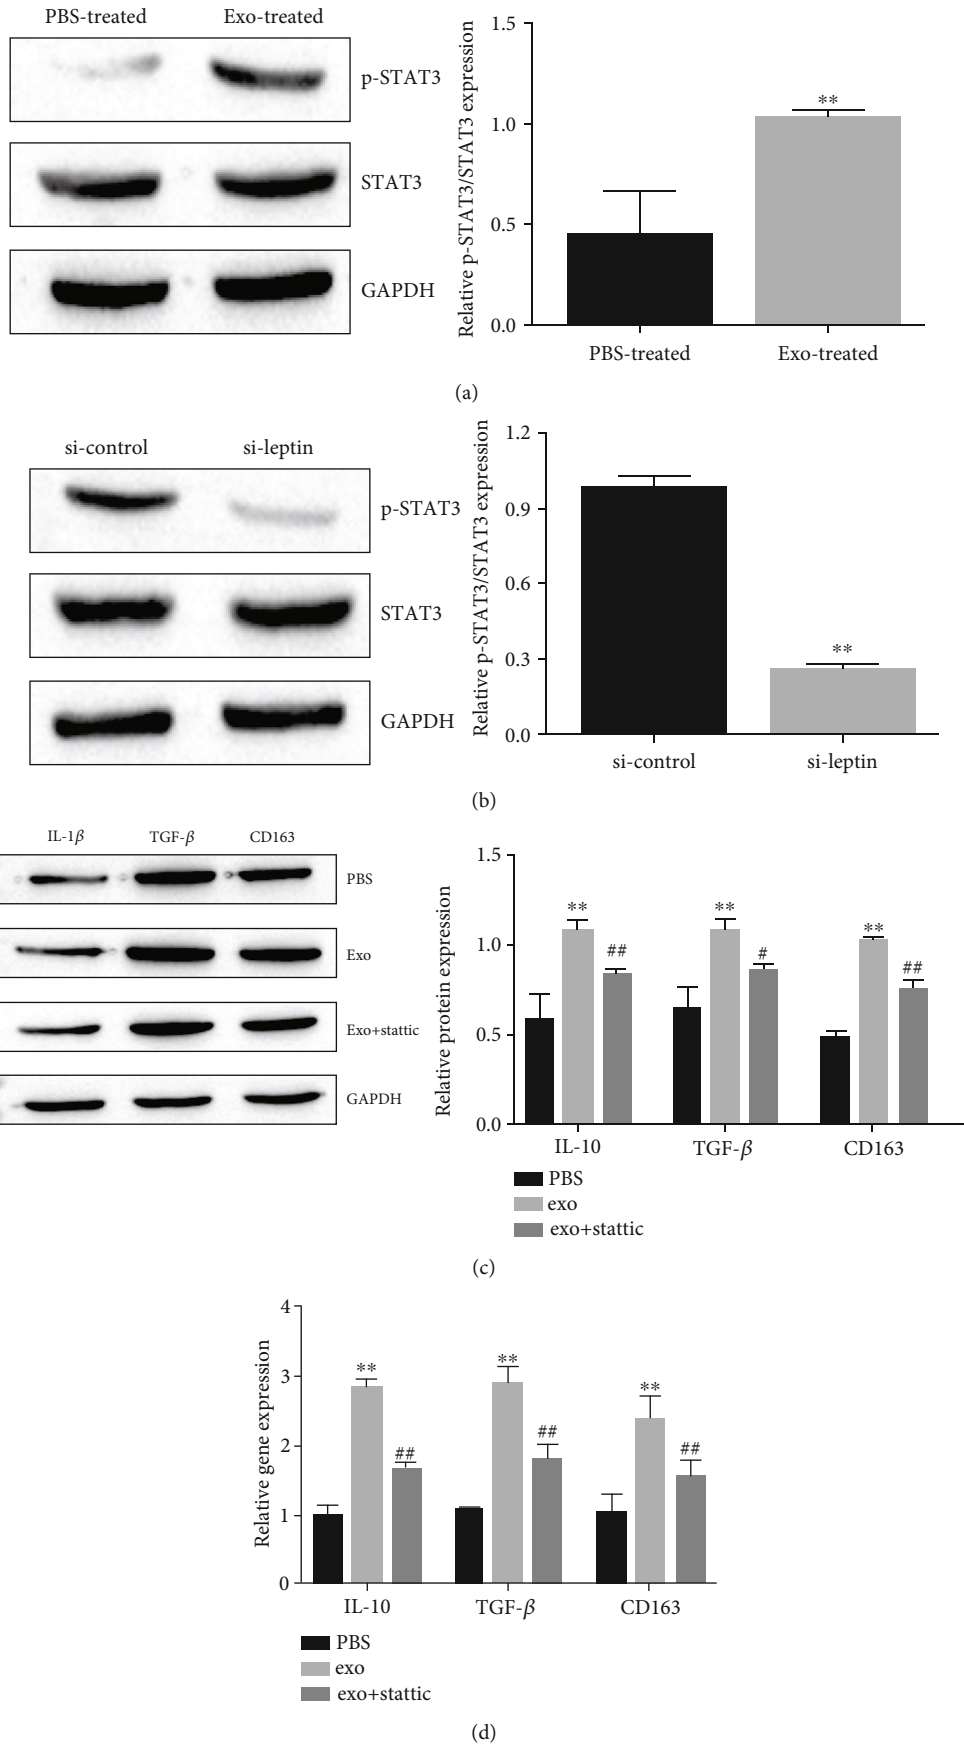 PBS-treated Exo-treated
p-STAT3
STAT3
GAPDH
Relative p-STAT3/STAT3 expression
1.5
1.0
0.5
0.0
**
PBS-treated Exo-treated
(a)
si-control si-leptin
p-STAT3
STAT3
GAPDH
Relative p-STAT3/STAT3 expression
1.2
0.9
0.6
0.3
0.0
**
si-control si-leptin
(b)
IL-1β TGF-β CD163
PBS
Exo
Exo+stattic
GAPDH
Relative protein expression
1.5
1.0
0.5
0.0
** ## ** # ** ##
IL-10 TGF-β CD163
PBS
exo
exo+stattic
(c)
Relative gene expression
4
3
2
1
0
** ## ** ## ** ##
IL-10 TGF-β CD163
PBS
exo
exo+stattic
(d)